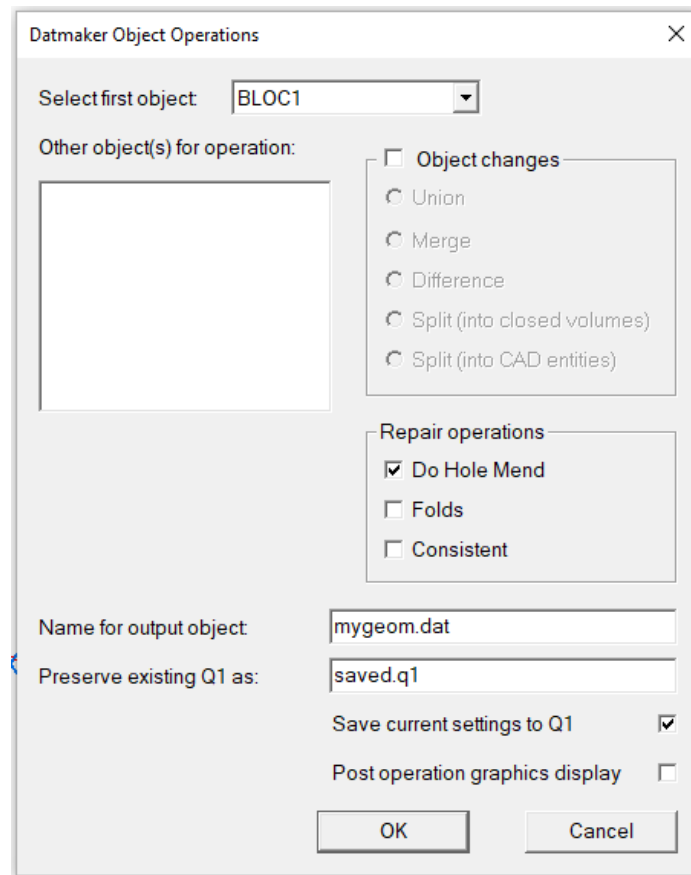 Datmaker Object Operations
Select first object: BLOC1
Other object(s) for operation:
Object changes
Union
Merge
Difference
Split (into closed volumes)
Split (into CAD entities)
Repair operations
Do Hole Mend
Folds
Consistent
Name for output object: mygeom.dat
Preserve existing Q1 as: saved.q1
Save current settings to Q1
Post operation graphics display
OK Cancel